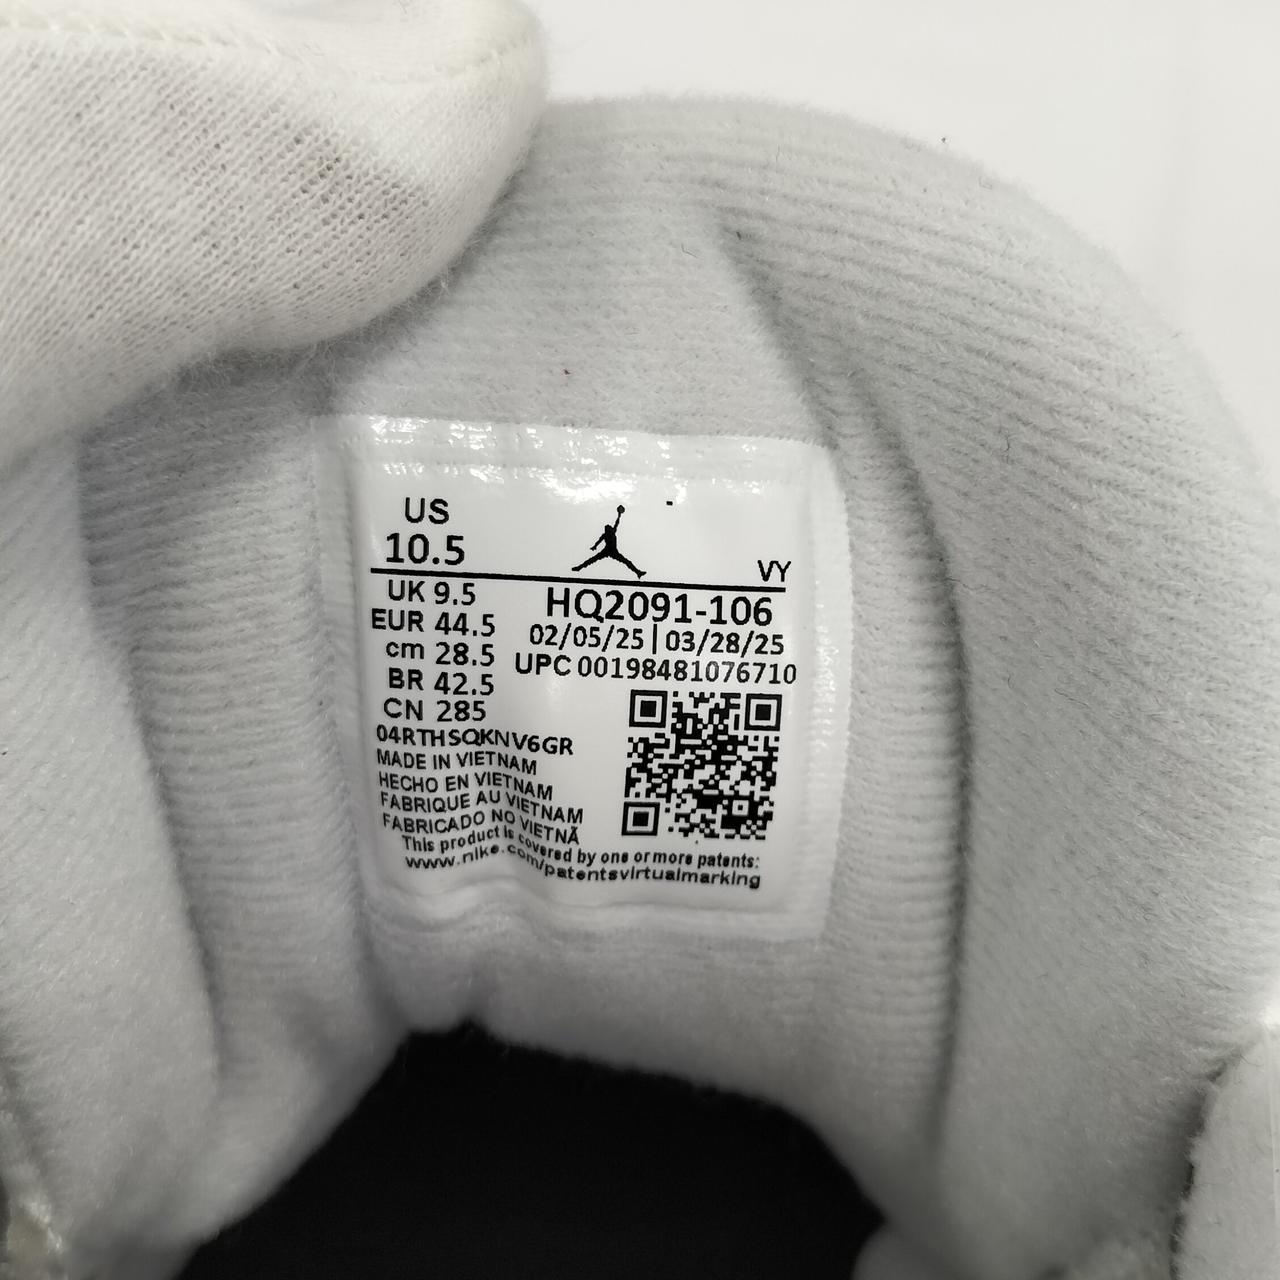 US
10.5
VY
UK 9.5
EUR 44.5
cm 28.5
BR 42.5
CN 285
HQ2091-106
02/05/25 | 03/28/25
UPC 00198481076710
04RTHSQKNV6GR
MADE IN VIETNAM
HECHO EN VIETNAM
FABRIQUE AU VIETNAM
FABRICADO NO VIETNÃ
This product is covered by one or more patents:
www.nike.com/patentsvirtualmarking